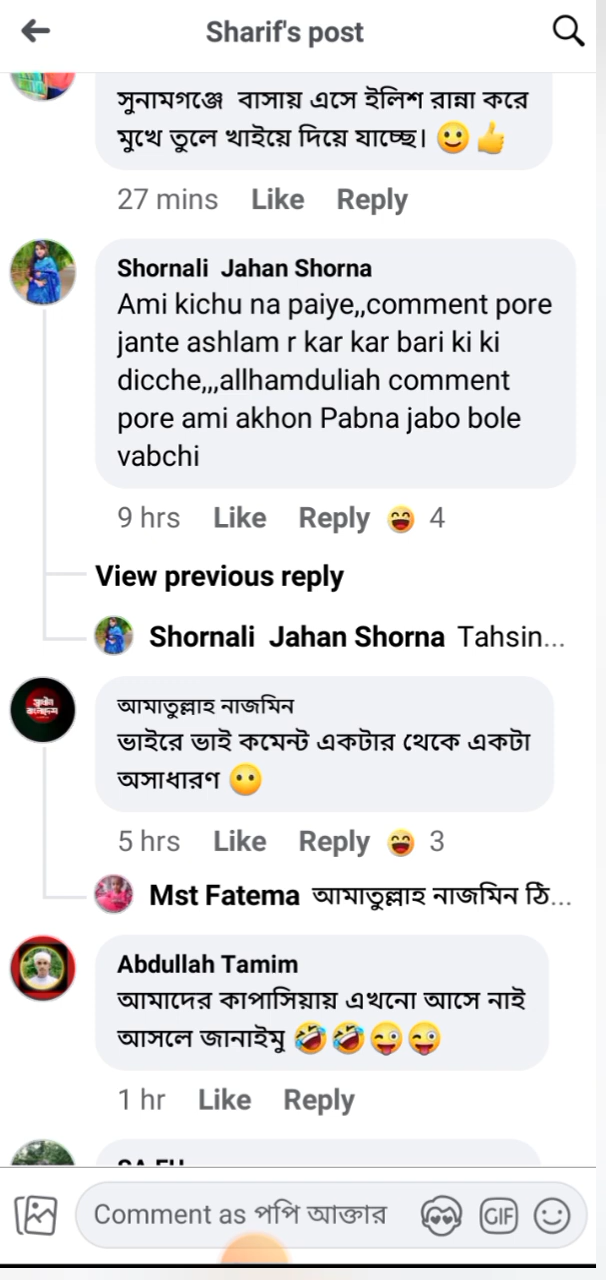 Sharif's post
সুনামগঞ্জে বাসায় এসে ইলিশ রান্না করে
মুখে তুলে খাইয়ে দিয়ে যাচ্ছে। 🙂👍
27 mins Like Reply
Shornali Jahan Shorna
Ami kichu na paiye,,comment pore
jante ashlam r kar kar bari ki ki
dicche,,,allhamduliah comment
pore ami akhon Pabna jabo bole
vabchi
9 hrs Like Reply 😆 4
View previous reply
Shornali Jahan Shorna Tahsin...
আমাতুল্লাহ নাজমিন
ভাইরে ভাই কমেন্ট একটার থেকে একটা
অসাধারণ 😶
5 hrs Like Reply 😆 3
Mst Fatema আমাতুল্লাহ নাজমিন ঠি...
Abdullah Tamim
আমাদের কাপাসিয়ায় এখনো আসে নাই
আসলে জানাইমু 🤣🤣😜😜
1 hr Like Reply
Comment as পপি আক্তার
GIF